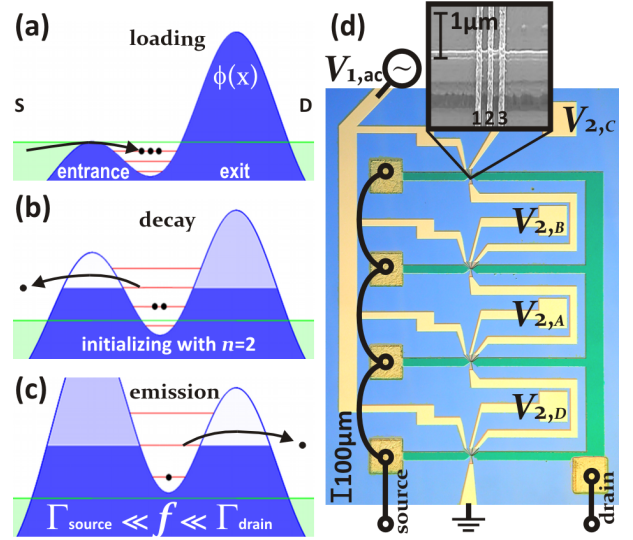 (a)
loading
ϕ(x)
S
D
entrance
exit
(b)
decay
initializing with n=2
(c)
emission
Γsource ≪ f ≪ Γdrain
(d)
1μm
V1,ac
~
1 2 3
V2,C
V2,B
V2,A
V2,D
100μm
source
drain